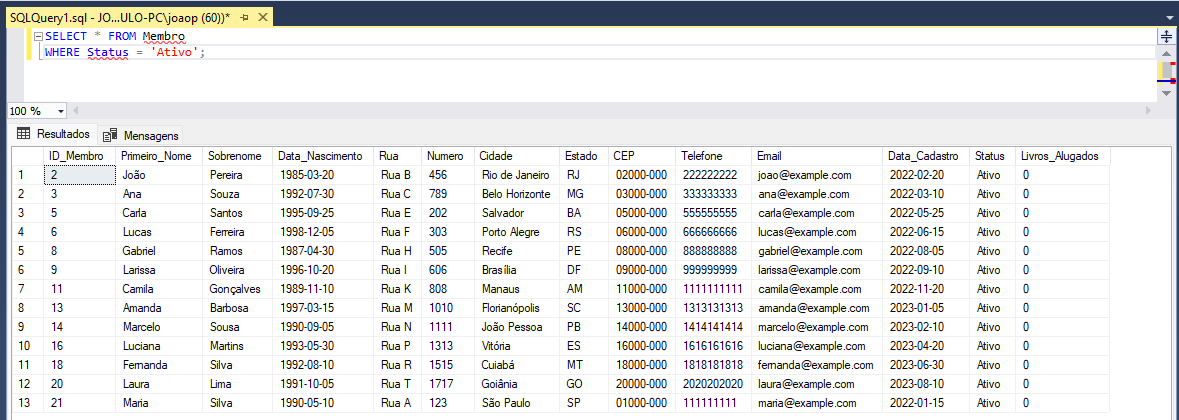 SQLQuery1.sql - JO...ULO-PC\joaop (60))*
SELECT * FROM Membro
WHERE Status = 'Ativo';
100 %
Resultados Mensagens
ID_Membro Primeiro_Nome Sobrenome Data_Nascimento Rua Numero Cidade Estado CEP Telefone Email Data_Cadastro Status Livros_Alugados
1 2 João Pereira 1985-03-20 Rua B 456 Rio de Janeiro RJ 02000-000 222222222 joao@example.com 2022-02-20 Ativo 0
2 3 Ana Souza 1992-07-30 Rua C 789 Belo Horizonte MG 03000-000 333333333 ana@example.com 2022-03-10 Ativo 0
3 5 Carla Santos 1995-09-25 Rua E 202 Salvador BA 05000-000 555555555 carla@example.com 2022-05-25 Ativo 0
4 6 Lucas Ferreira 1998-12-05 Rua F 303 Porto Alegre RS 06000-000 666666666 lucas@example.com 2022-06-15 Ativo 0
5 8 Gabriel Ramos 1987-04-30 Rua H 505 Recife PE 08000-000 888888888 gabriel@example.com 2022-08-05 Ativo 0
6 9 Larissa Oliveira 1996-10-20 Rua I 606 Brasília DF 09000-000 999999999 larissa@example.com 2022-09-10 Ativo 0
7 11 Camila Gonçalves 1989-11-10 Rua K 808 Manaus AM 11000-000 1111111111 camila@example.com 2022-11-20 Ativo 0
8 13 Amanda Barbosa 1997-03-15 Rua M 1010 Florianópolis SC 13000-000 1313131313 amanda@example.com 2023-01-05 Ativo 0
9 14 Marcelo Sousa 1990-09-05 Rua N 1111 João Pessoa PB 14000-000 1414141414 marcelo@example.com 2023-02-10 Ativo 0
10 16 Luciana Martins 1993-05-30 Rua P 1313 Vitória ES 16000-000 1616161616 luciana@example.com 2023-04-20 Ativo 0
11 18 Fernanda Silva 1992-08-10 Rua R 1515 Cuiabá MT 18000-000 1818181818 fernanda@example.com 2023-06-30 Ativo 0
12 20 Laura Lima 1991-10-05 Rua T 1717 Goiânia GO 20000-000 2020202020 laura@example.com 2023-08-10 Ativo 0
13 21 Maria Silva 1990-05-10 Rua A 123 São Paulo SP 01000-000 111111111 maria@example.com 2022-01-15 Ativo 0